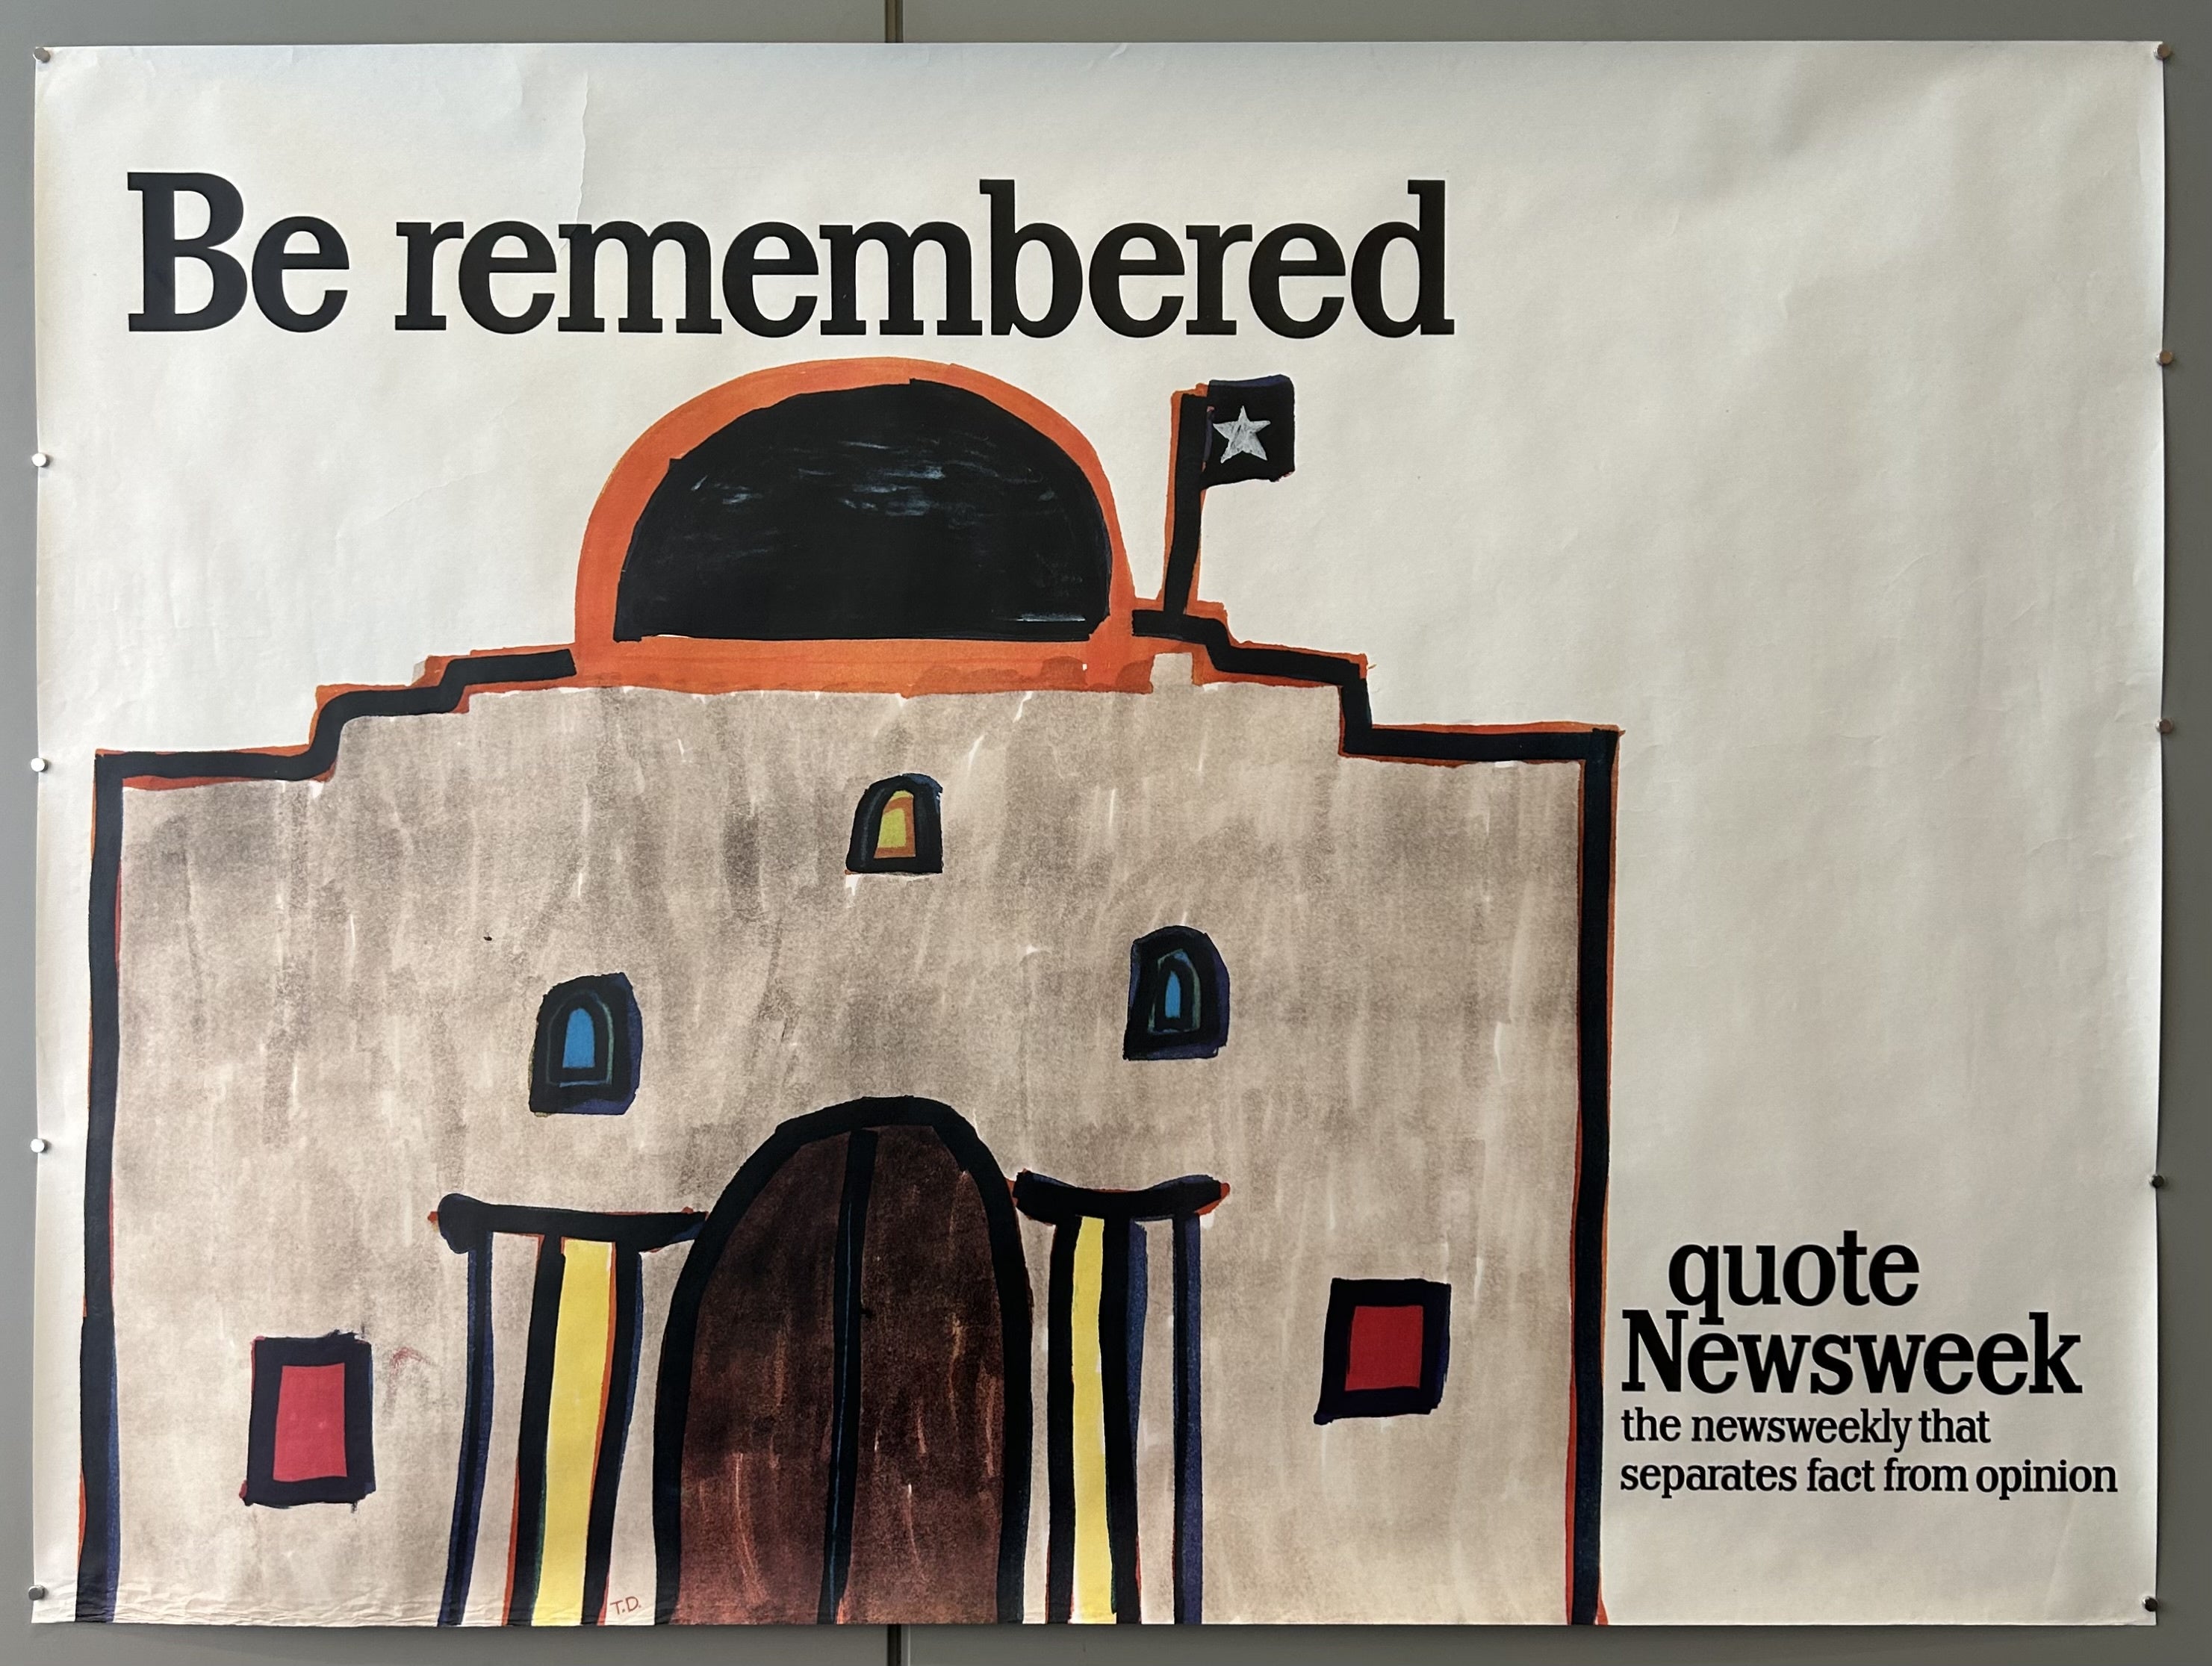 Be remembered
quote
Newsweek
the newsweekly that
separates fact from opinion
T.D.